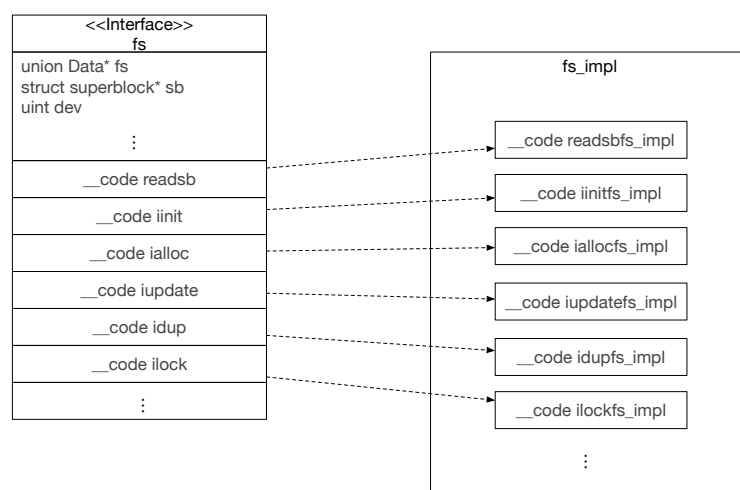 <<Interface>>
fs
union Data* fs
struct superblock* sb
uint dev
⋮
__code readsb
__code iinit
__code ialloc
__code iupdate
__code idup
__code ilock
⋮
fs_impl
__code readsbfs_impl
__code iinitfs_impl
__code iallocfs_impl
__code iupdatefs_impl
__code idupfs_impl
__code ilockfs_impl
⋮